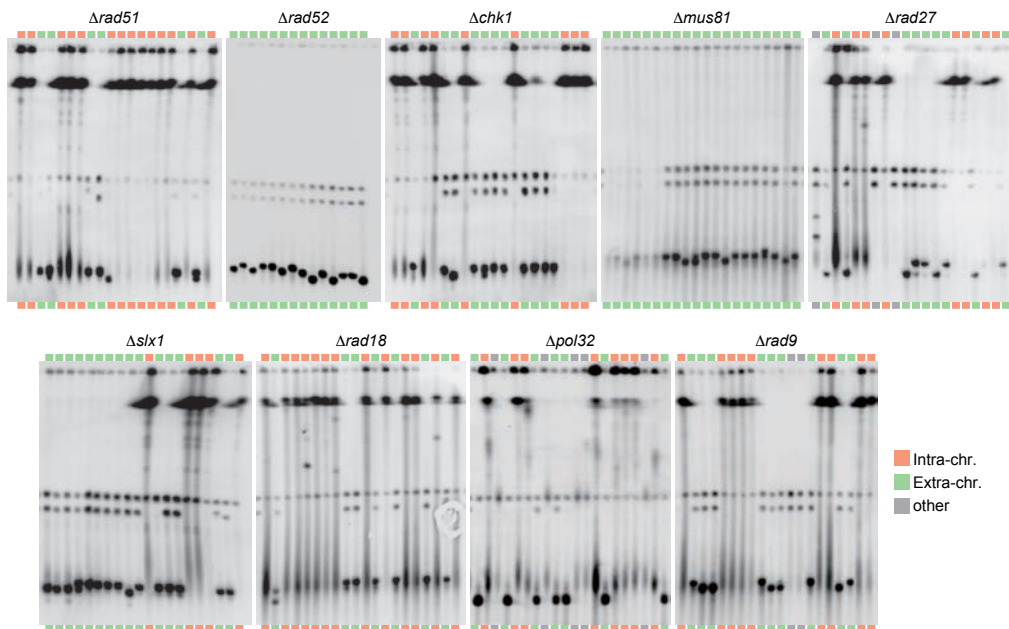 Δrad51
Δrad52
Δchk1
Δmus81
Δrad27
Δslx1
Δrad18
Δpol32
Δrad9
Intra-chr.
Extra-chr.
other